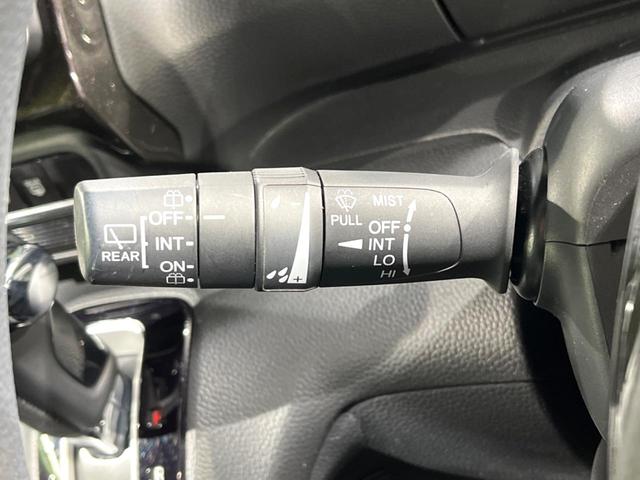 OFF
INT
REAR
ON
- 
+
MIST
PULL
OFF
INT
LO
HI